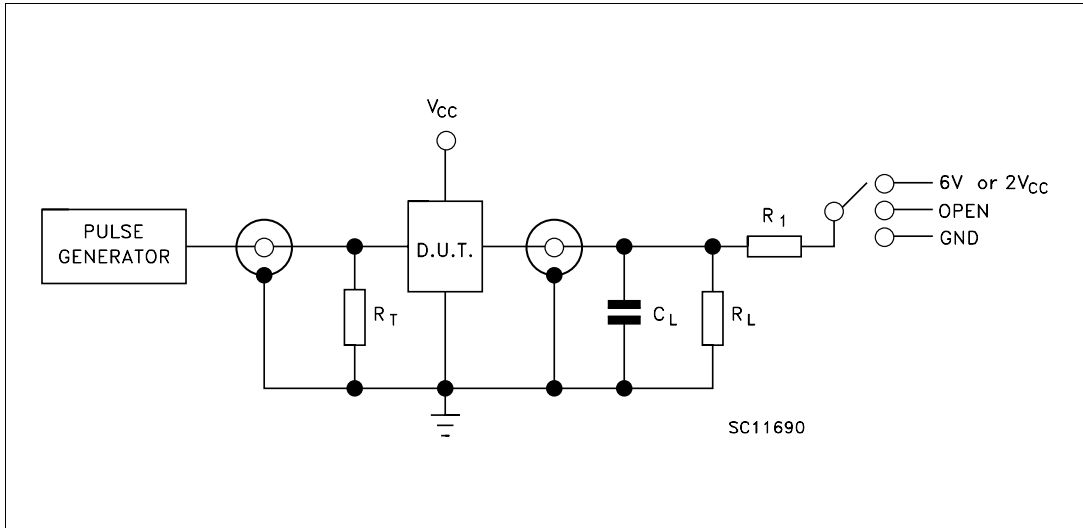 VCC
PULSE
GENERATOR
D.U.T.
RT
CL
RL
R1
6V or 2VCC
OPEN
GND
SC11690